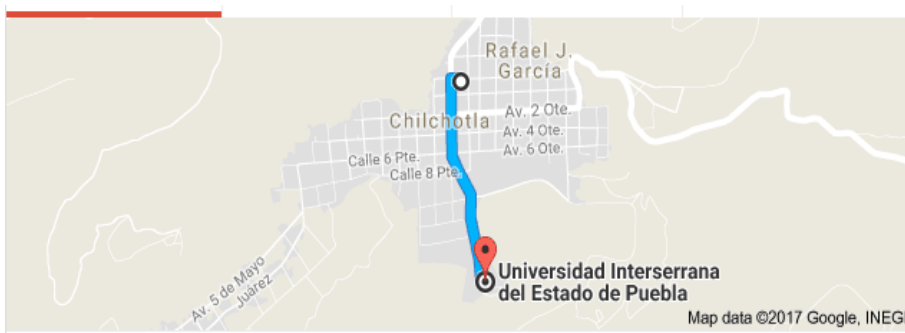 Rafael J.
García
Av. 2 Ote.
Chilchotla
Av. 4 Ote.
Av. 6 Ote.
Calle 6 Pte.
Calle 8 Pte.
Av. 5 de Mayo
Juárez
Universidad Interserrana
del Estado de Puebla
Map data ©2017 Google, INEG